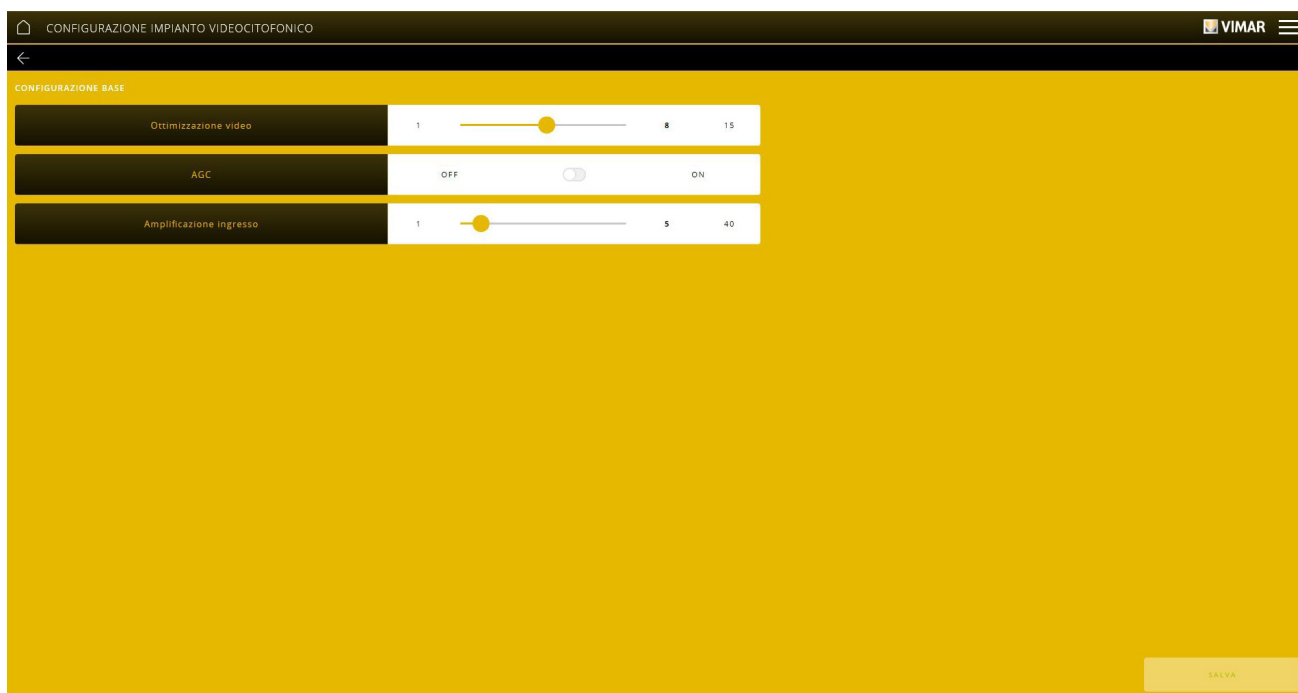 CONFIGURAZIONE IMPIANTO VIDEOCITOFONICO
VIMAR
CONFIGURAZIONE BASE
Ottimizzazione video 1 8 15
AGC OFF ON
Amplificazione ingresso 1 5 40
SALVA